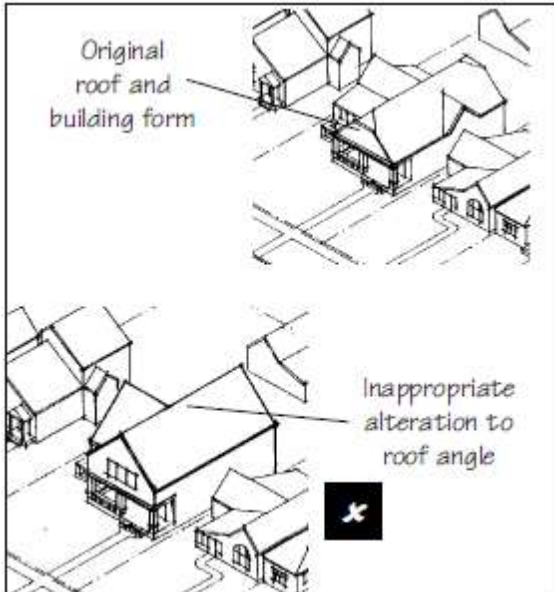 Original
roof and
building form
Inappropriate
alteration to
roof angle
x